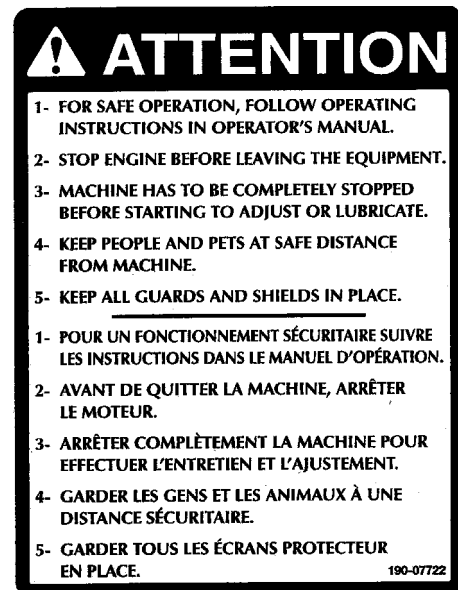 ATTENTION
1- FOR SAFE OPERATION, FOLLOW OPERATING
INSTRUCTIONS IN OPERATOR'S MANUAL.
2- STOP ENGINE BEFORE LEAVING THE EQUIPMENT.
3- MACHINE HAS TO BE COMPLETELY STOPPED
BEFORE STARTING TO ADJUST OR LUBRICATE.
4- KEEP PEOPLE AND PETS AT SAFE DISTANCE
FROM MACHINE.
5- KEEP ALL GUARDS AND SHIELDS IN PLACE.
1- POUR UN FONCTIONNEMENT SÉCURITAIRE SUIVRE
LES INSTRUCTIONS DANS LE MANUEL D'OPÉRATION.
2- AVANT DE QUITTER LA MACHINE, ARRÊTER
LE MOTEUR.
3- ARRÊTER COMPLÈTEMENT LA MACHINE POUR
EFFECTUER L'ENTRETIEN ET L'AJUSTEMENT.
4- GARDER LES GENS ET LES ANIMAUX À UNE
DISTANCE SÉCURITAIRE.
5- GARDER TOUS LES ÉCRANS PROTECTEUR
EN PLACE.
190-07722